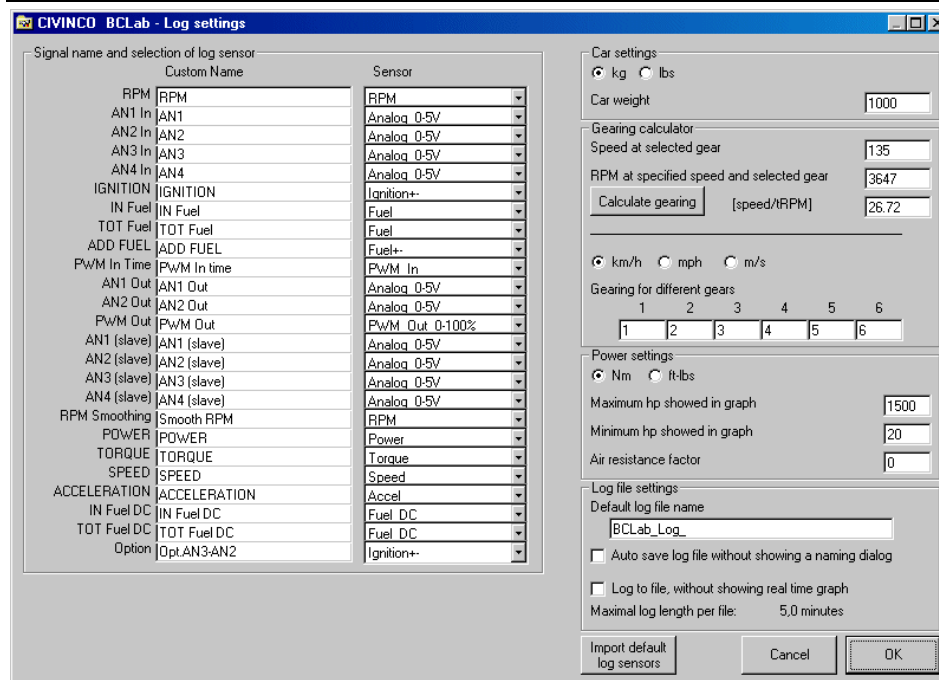 CIVINCO BCLab - Log settings
Signal name and selection of log sensor
Custom Name Sensor
RPM RPM RPM
AN1 In AN1 Analog 0-5V
AN2 In AN2 Analog 0-5V
AN3 In AN3 Analog 0-5V
AN4 In AN4 Analog 0-5V
IGNITION IGNITION Ignition+-
IN Fuel IN Fuel Fuel
TOT Fuel TOT Fuel Fuel
ADD FUEL ADD FUEL Fuel+-
PWM In Time PWM In time PWM In
AN1 Out AN1 Out Analog 0-5V
AN2 Out AN2 Out Analog 0-5V
PWM Out PWM Out PWM Out 0-100%
AN1 (slave) AN1 (slave) Analog 0-5V
AN2 (slave) AN2 (slave) Analog 0-5V
AN3 (slave) AN3 (slave) Analog 0-5V
AN4 (slave) AN4 (slave) Analog 0-5V
RPM Smoothing Smooth RPM RPM
POWER POWER Power
TORQUE TORQUE Torque
SPEED SPEED Speed
ACCELERATION ACCELERATION Accel
IN Fuel DC IN Fuel DC Fuel DC
TOT Fuel DC TOT Fuel DC Fuel DC
Option Opt.AN3-AN2 Ignition+-
Car settings
kg lbs
Car weight 1000
Gearing calculator
Speed at selected gear 135
RPM at specified speed and selected gear 3647
Calculate gearing [speed/tRPM] 26.72
km/h mph m/s
Gearing for different gears
1 2 3 4 5 6
1 2 3 4 5 6
Power settings
Nm ft-lbs
Maximum hp showed in graph 1500
Minimum hp showed in graph 20
Air resistance factor 0
Log file settings
Default log file name
BCLab_Log_
Auto save log file without showing a naming dialog
Log to file, without showing real time graph
Maximal log length per file: 5,0 minutes
Import default
log sensors
Cancel
OK